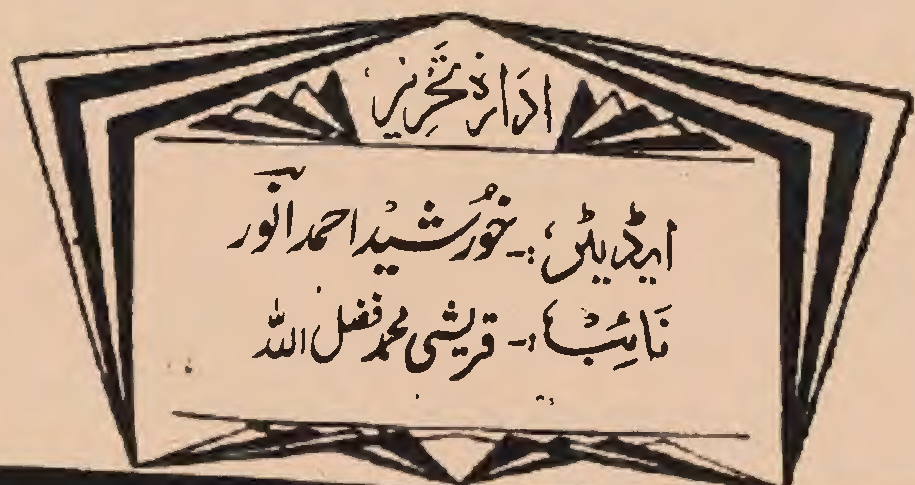 ادارۂ تحریر
ایڈیٹر:۔ خورشید احمد انور
نائب:۔ قریشی محمد فضل اللہ